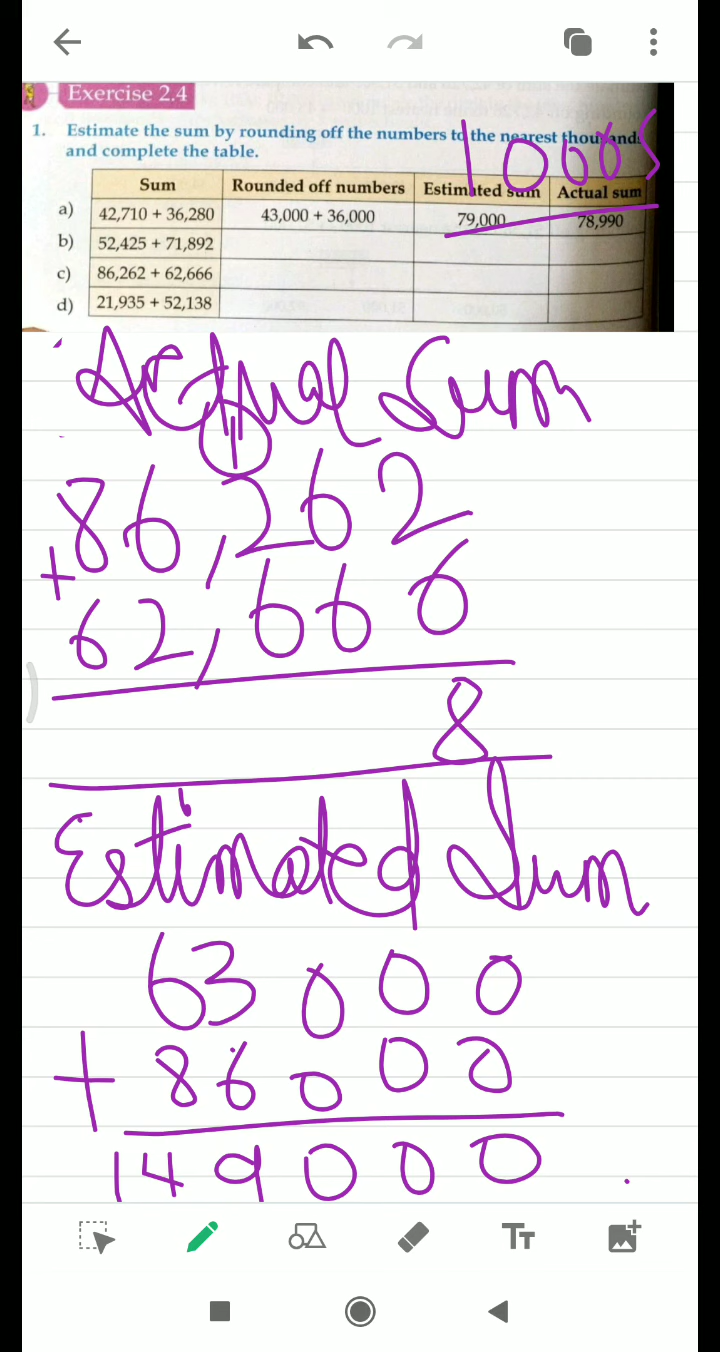 Exercise 2.4
1. Estimate the sum by rounding off the numbers to the nearest thousands
and complete the table.
1000s
Sum Rounded off numbers Estimated sum Actual sum
a) 42,710 + 36,280 43,000 + 36,000 79,000 78,990
b) 52,425 + 71,892
c) 86,262 + 62,666
d) 21,935 + 52,138
Actual Sum
1
86,262
+
62,666
8
Estimated Sum
63000
+ 86000
149000.
TT